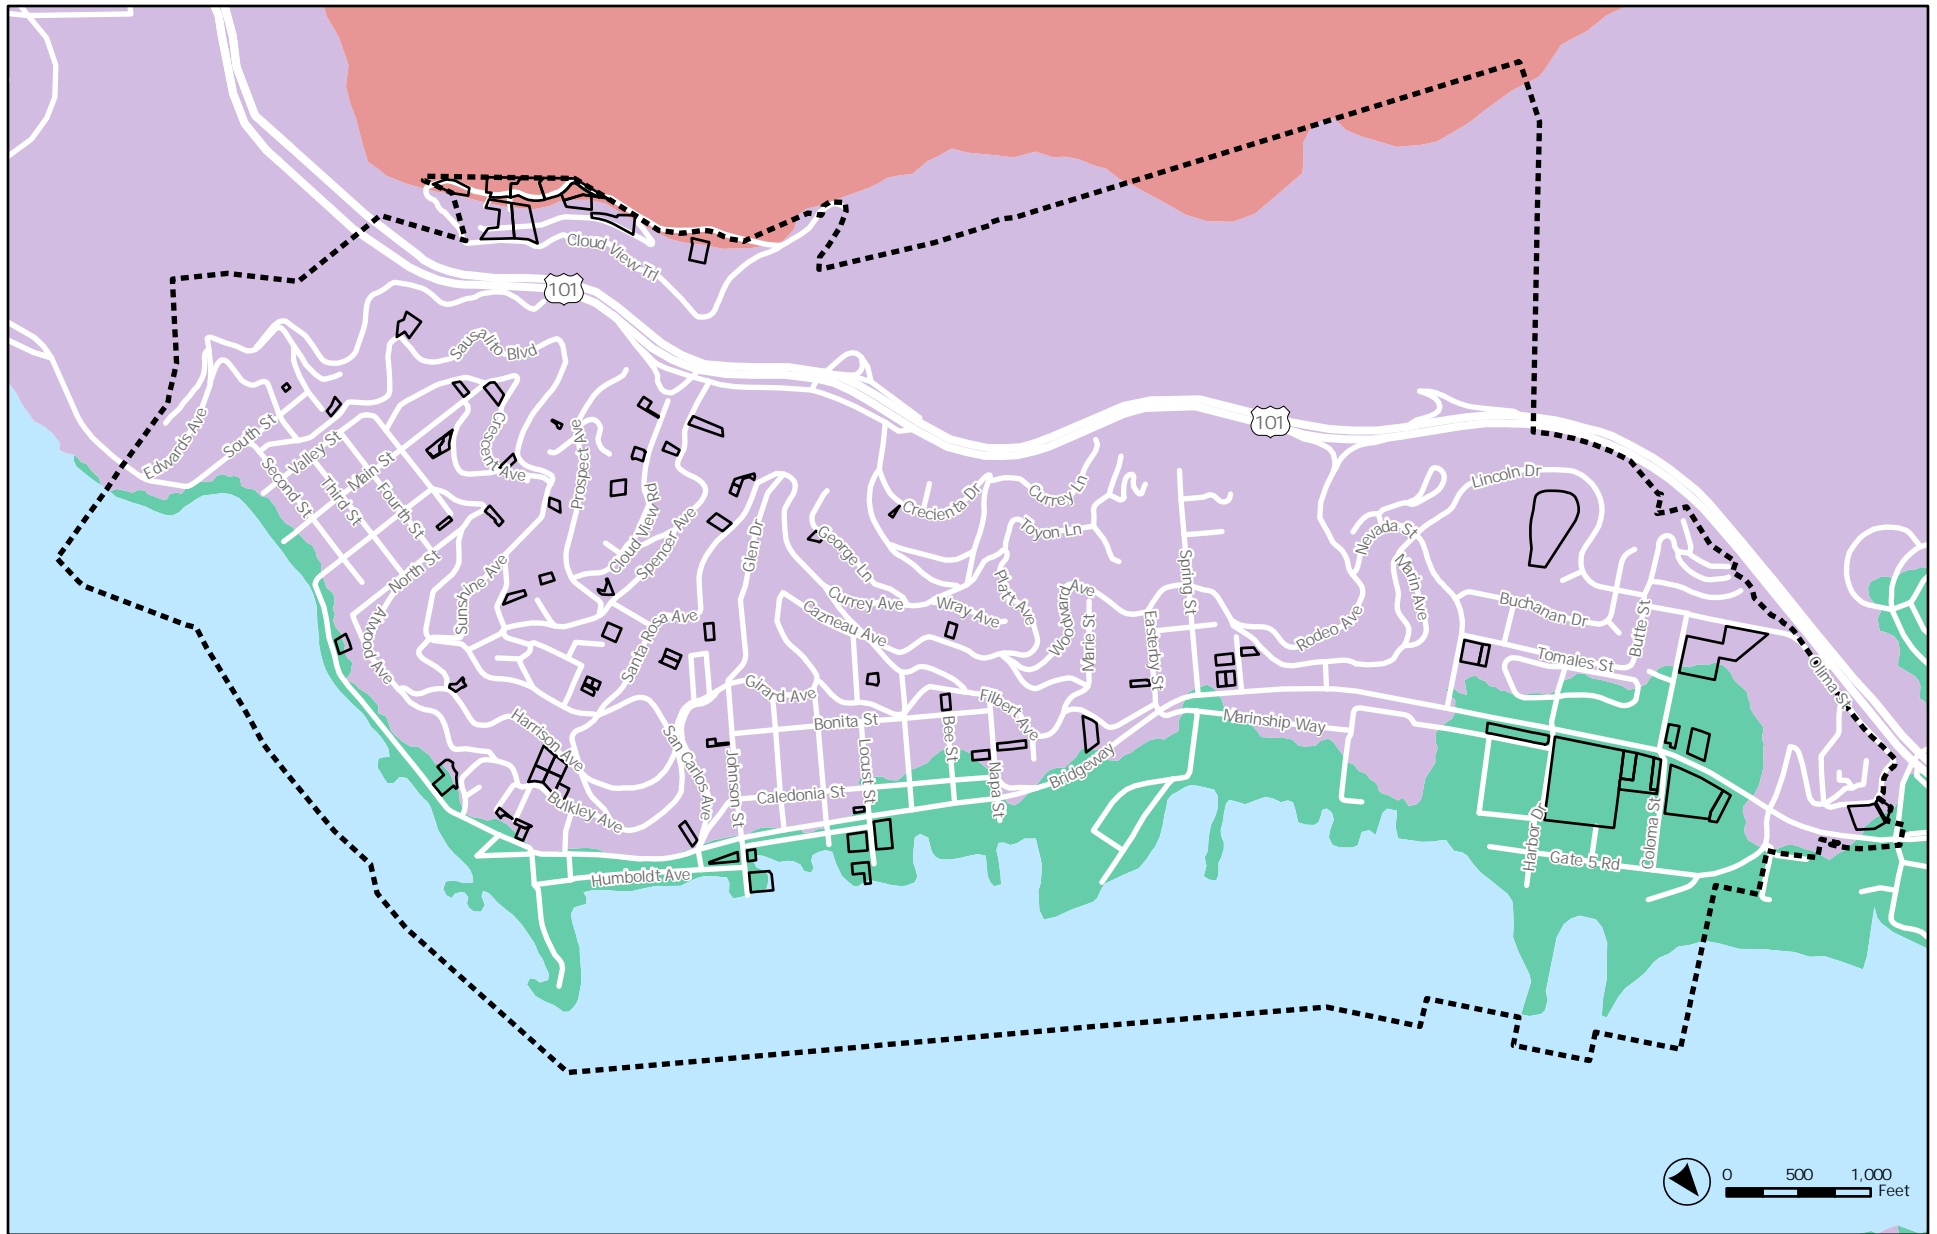 Cloud View Trl
101
Sausalito Blvd
101
Edwards Ave
South St
Valley St
Main St
Second St
Third St
Fourth St
North St
Crescent Ave
Prospect Ave
Cloud View Rd
Spencer Ave
Glen Dr
George Ln
Crecienta Dr
Currey Ln
Toyon Ln
Lincoln Dr
Nevada St
Marin Ave
Sunshine Ave
Atwood Ave
Santa Rosa Ave
Currey Ave
Cazneau Ave
Wray Ave
Platt Ave
Woodward Ave
Marie St
Easterby St
Spring St
Rodeo Ave
Buchanan Dr
Butte St
Tomales St
Olima St
Girard Ave
Bonita St
Filbert Ave
Bee St
Locust St
Napa St
Bridgeway
Marinship Way
Harrison Ave
Bulkley Ave
San Carlos Ave
Johnson St
Caledonia St
Humboldt Ave
Harbor Dr
Gate 5 Rd
Coloma St
0 500 1,000
Feet